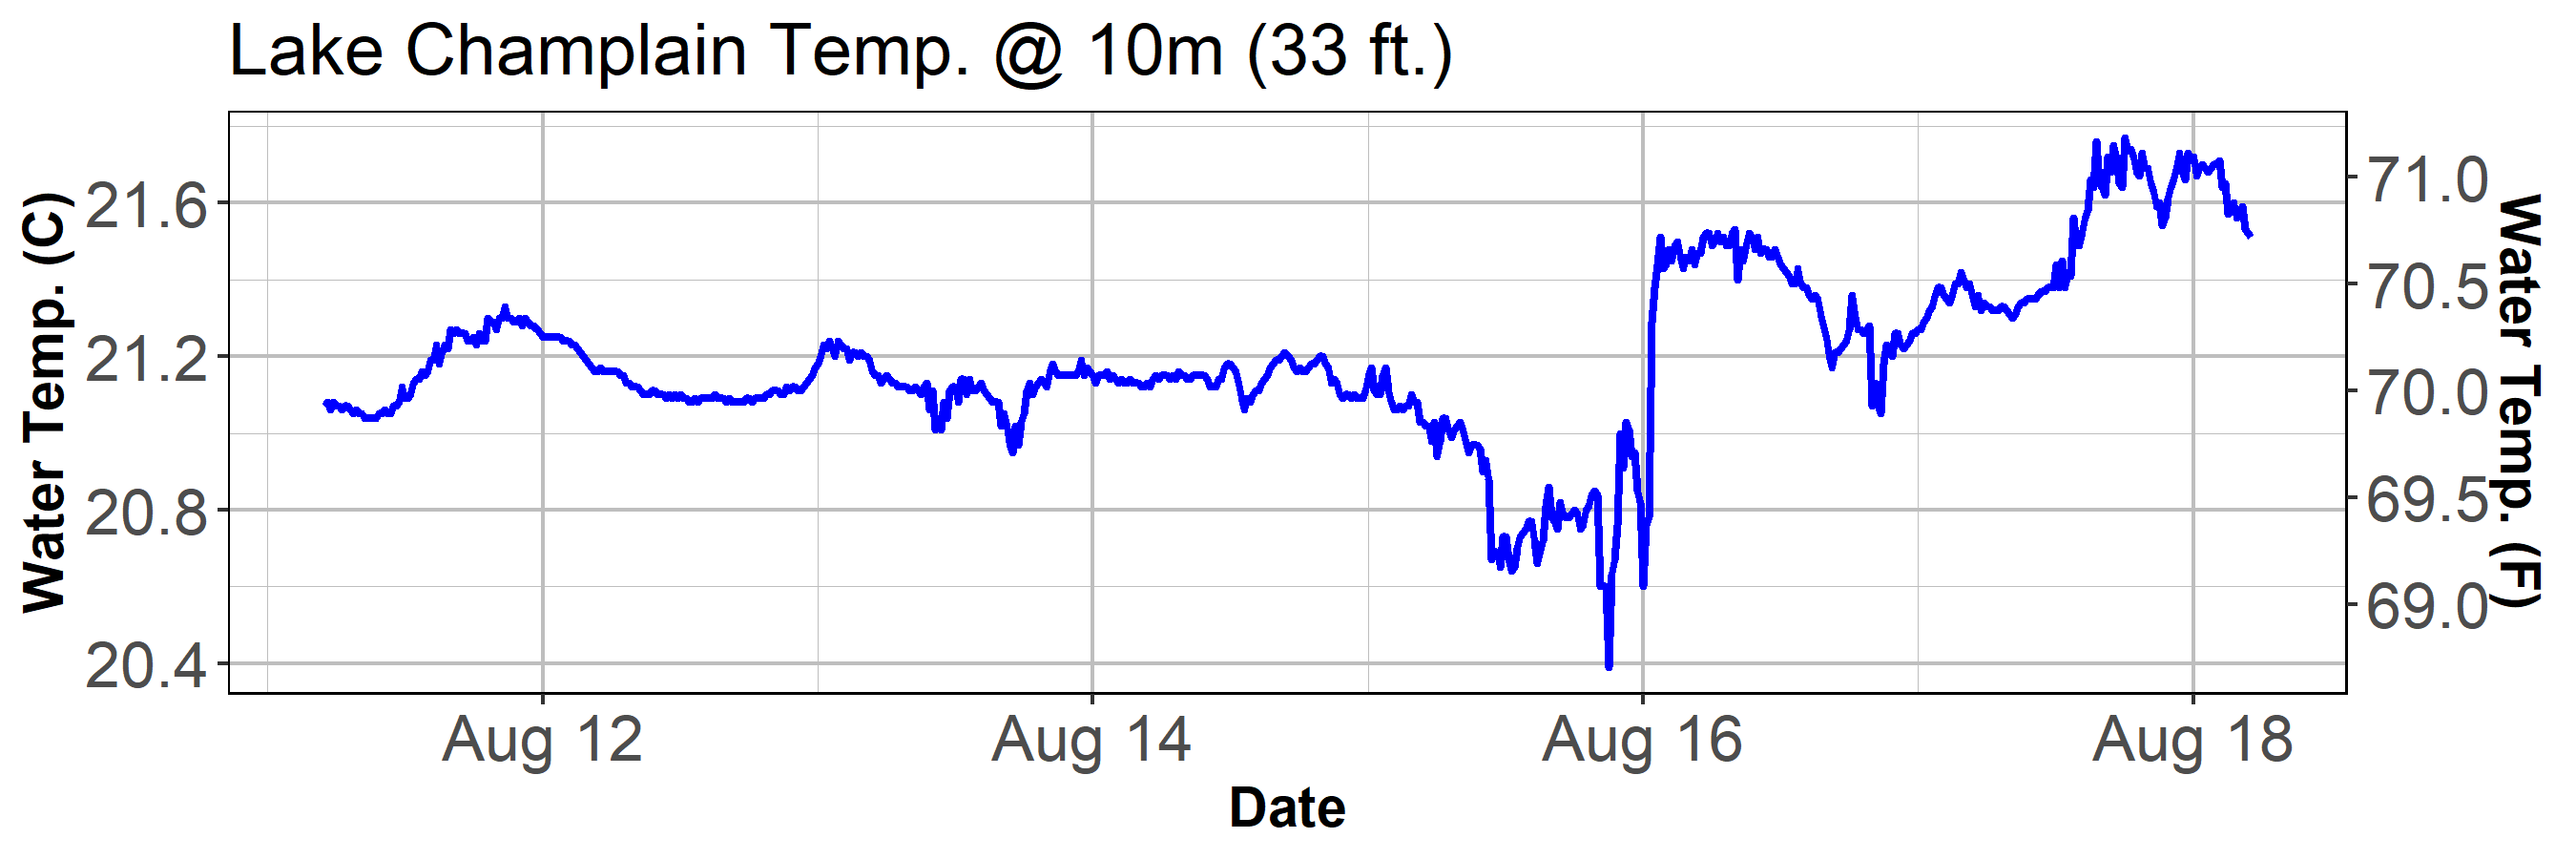 Lake Champlain Temp. @ 10m (33 ft.)
Water Temp. (C)
21.6
21.2
20.8
20.4
71.0
70.5
70.0
69.5
69.0
Water Temp. (F)
Aug 12
Aug 14
Aug 16
Aug 18
Date